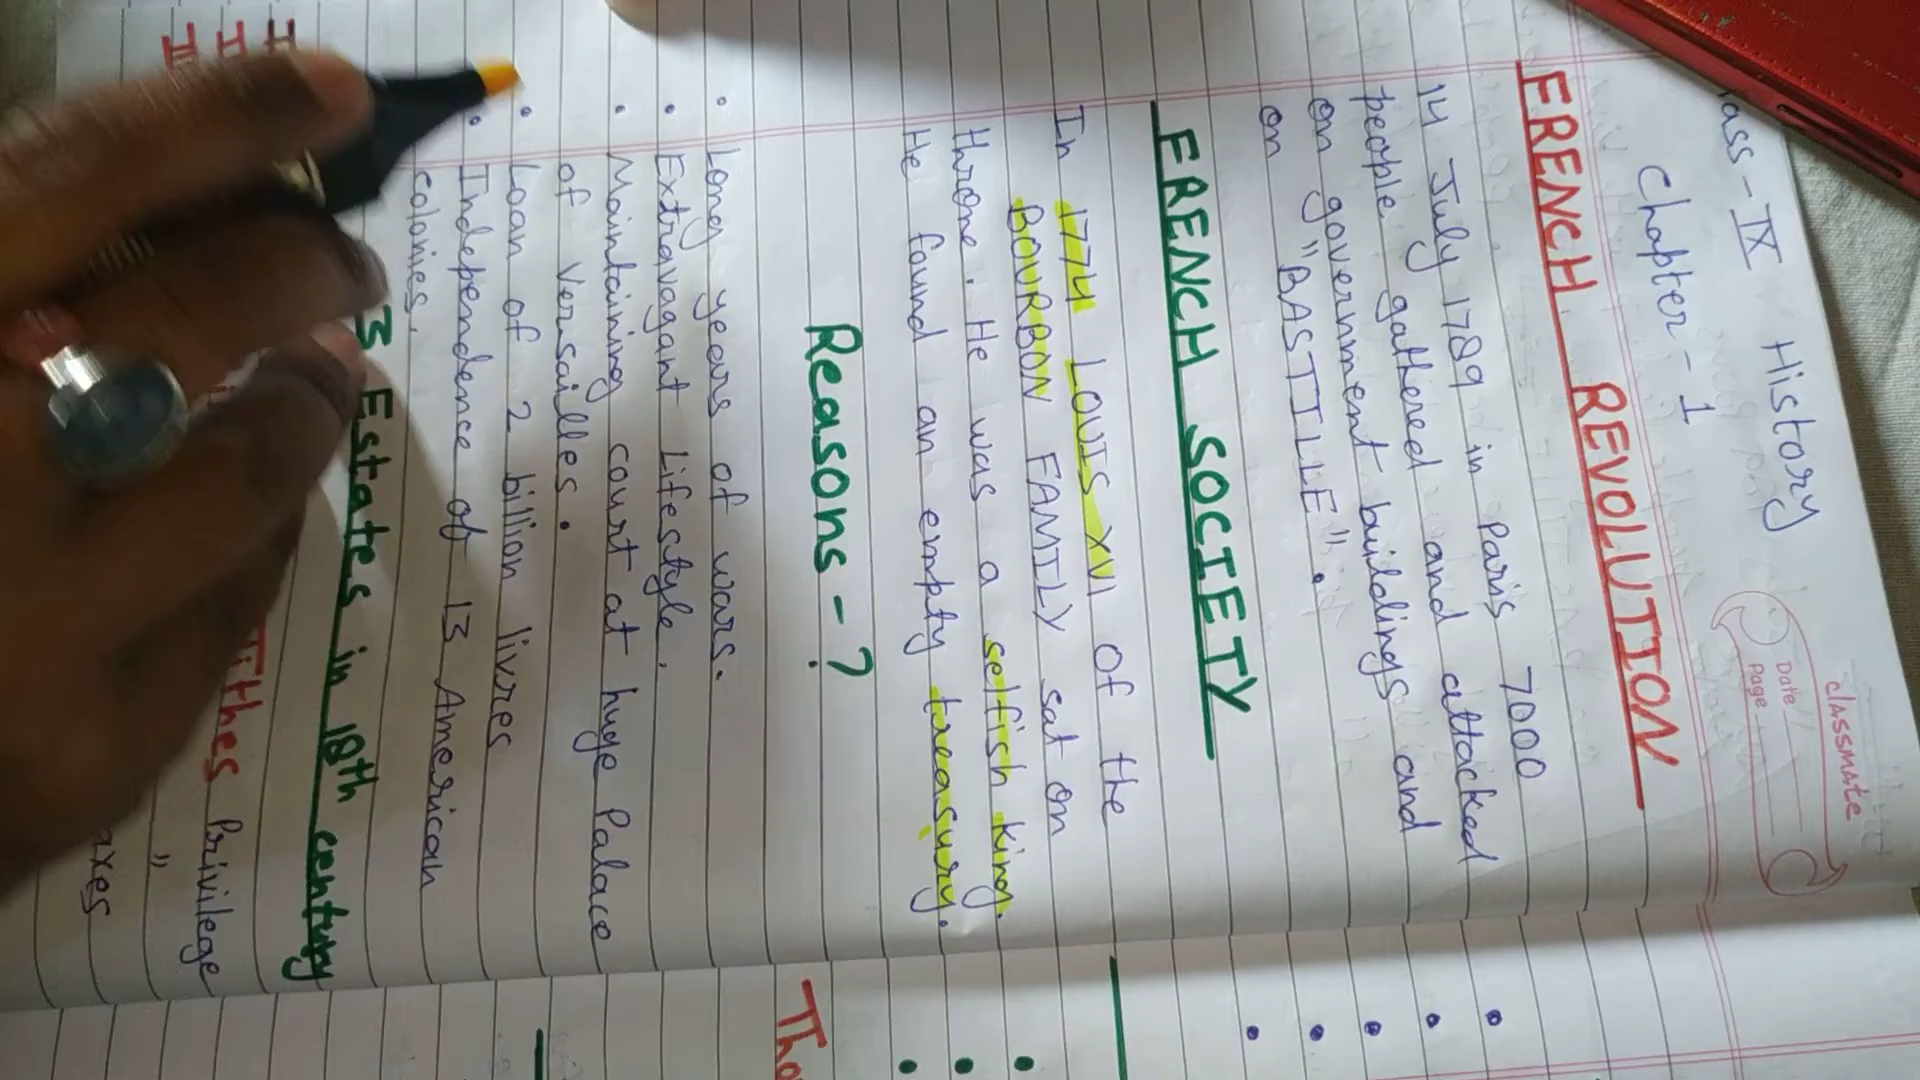 classmate
Date
Page
ass - IX History
Chapter - 1
FRENCH REVOLUTION
14 July 1789 in Paris 7000
people gathered and attacked
on government buildings and
on "BASTILLE".
FRENCH SOCIETY
In 1774 LOUIS XVI of the
BOURBON FAMILY sat on
throne. He was a selfish king.
He found an empty treasury.
Reasons - ?
• Long years of wars.
• Extravagant Lifestyle.
• Maintaining court at huge Palace
of Versailles.
• Loan of 2 billion livres
• Independence of 13 American
colonies.
3 Estates in 18th century
Tithes Privilege
"
axes